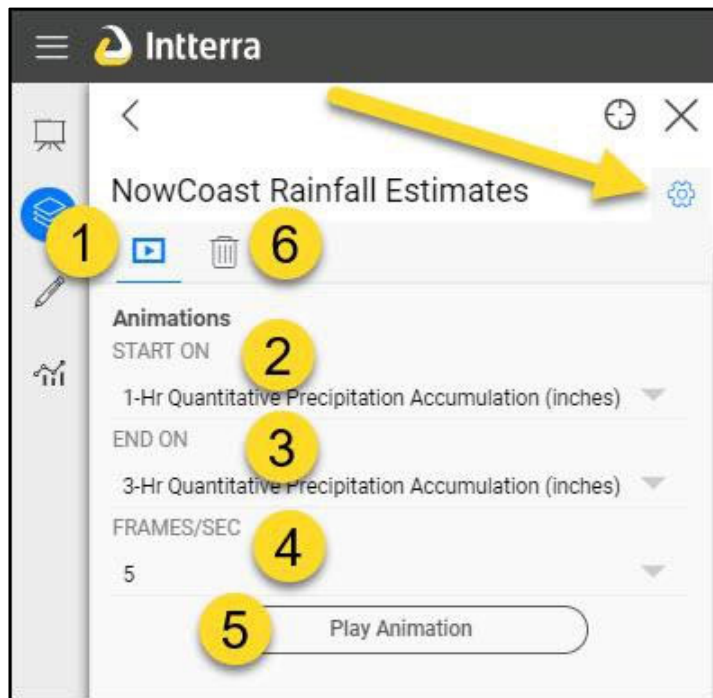 Intterra
NowCoast Rainfall Estimates
1
6
Animations
START ON
2
1-Hr Quantitative Precipitation Accumulation (inches)
END ON
3
3-Hr Quantitative Precipitation Accumulation (inches)
FRAMES/SEC
4
5
5
Play Animation